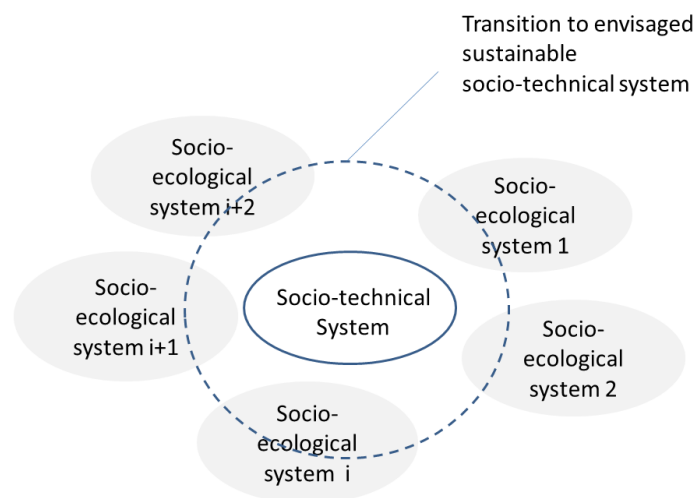 Transition to envisaged
sustainable
socio-technical system
Socio-
ecological
system i+2
Socio-
ecological
system 1
Socio-
ecological
system i+1
Socio-technical
System
Socio-
ecological
system 2
Socio-
ecological
system i